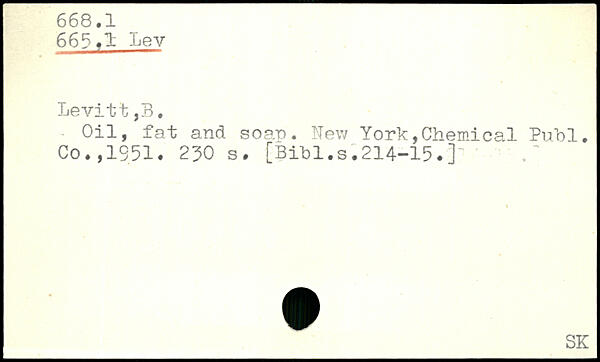 668.1
665.1 Lev
Levitt,B.
Oil, fat and soap. New York,Chemical Publ.
Co.,1951. 230 s. [Bibl.s.214-15.]
SK